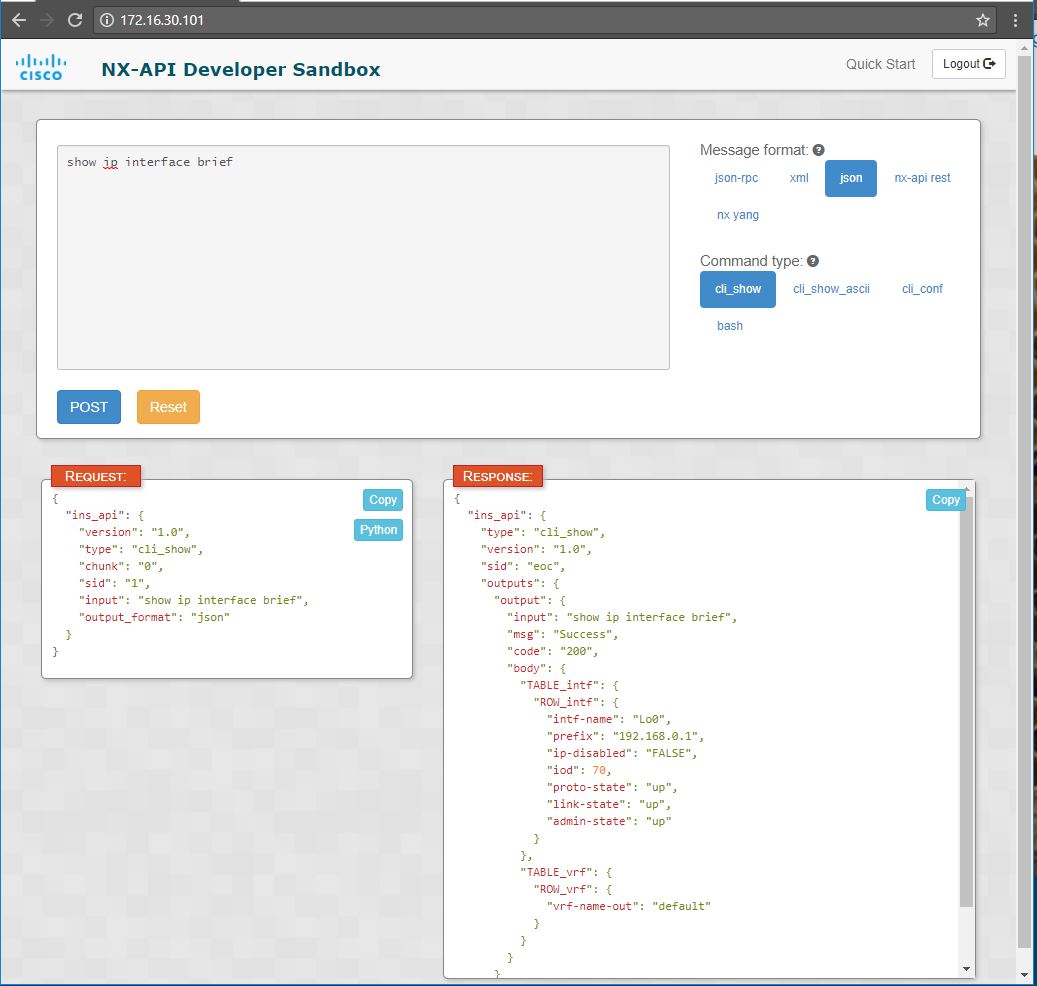 172.16.30.101
CISCO
NX-API Developer Sandbox
Quick Start
Logout
show ip interface brief
Message format:
json-rpc xml json nx-api rest
nx yang
Command type:
cli_show cli_show_ascii cli_conf
bash
POST Reset
REQUEST:
Copy
Python
{
"ins_api": {
"version": "1.0",
"type": "cli_show",
"chunk": "0",
"sid": "1",
"input": "show ip interface brief",
"output_format": "json"
}
}
RESPONSE:
Copy
{
"ins_api": {
"type": "cli_show",
"version": "1.0",
"sid": "eoc",
"outputs": {
"output": {
"input": "show ip interface brief",
"msg": "Success",
"code": "200",
"body": {
"TABLE_intf": {
"ROW_intf": {
"intf-name": "Lo0",
"prefix": "192.168.0.1",
"ip-disabled": "FALSE",
"iod": 70,
"proto-state": "up",
"link-state": "up",
"admin-state": "up"
}
},
"TABLE_vrf": {
"ROW_vrf": {
"vrf-name-out": "default"
}
}
}
}